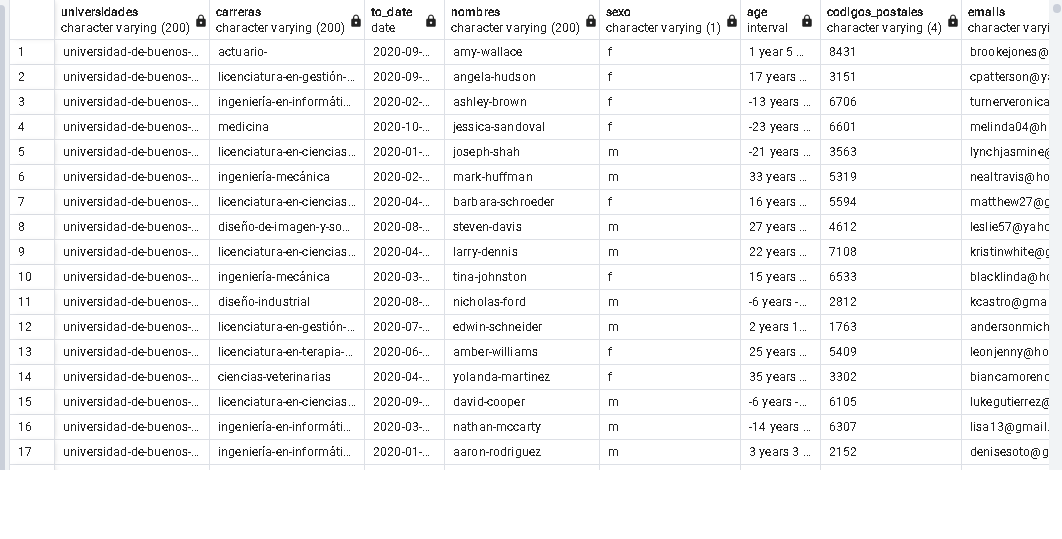 universidades carreras to_date nombres sexo age codigos_postales emails
character varying (200) character varying (200) date character varying (200) character varying (1) interval character varying (4) character varyi
1 universidad-de-buenos-... actuario- 2020-09-... amy-wallace f 1 year 5 ... 8431 brookejones@
2 universidad-de-buenos-... licenciatura-en-gestión-... 2020-09-... angela-hudson f 17 years ... 3151 cpatterson@y
3 universidad-de-buenos-... ingeniería-en-informáti... 2020-02-... ashley-brown f -13 years ... 6706 turnerveronica
4 universidad-de-buenos-... medicina 2020-10-... jessica-sandoval f -23 years ... 6601 melinda04@h
5 universidad-de-buenos-... licenciatura-en-ciencias... 2020-01-... joseph-shah m -21 years ... 3563 lynchjasmine@
6 universidad-de-buenos-... ingeniería-mecánica 2020-02-... mark-huffman m 33 years ... 5319 nealtravis@ho
7 universidad-de-buenos-... licenciatura-en-ciencias... 2020-04-... barbara-schroeder f 16 years ... 5594 matthew27@g
8 universidad-de-buenos-... diseño-de-imagen-y-so... 2020-08-... steven-davis m 27 years ... 4612 leslie57@yaho
9 universidad-de-buenos-... licenciatura-en-ciencias... 2020-04-... larry-dennis m 22 years ... 7108 kristinwhite@g
10 universidad-de-buenos-... ingeniería-mecánica 2020-03-... tina-johnston f 15 years ... 6533 blacklinda@ho
11 universidad-de-buenos-... diseño-industrial 2020-08-... nicholas-ford m -6 years -... 2812 kcastro@gma
12 universidad-de-buenos-... licenciatura-en-gestión-... 2020-07-... edwin-schneider m 2 years 1... 1763 andersonmich
13 universidad-de-buenos-... licenciatura-en-terapia-... 2020-06-... amber-williams f 25 years ... 5409 leonjenny@ho
14 universidad-de-buenos-... ciencias-veterinarias 2020-04-... yolanda-martinez f 35 years ... 3302 biancamorenc
15 universidad-de-buenos-... licenciatura-en-ciencias... 2020-09-... david-cooper m -6 years -... 6105 lukegutierrez@
16 universidad-de-buenos-... ingeniería-en-informáti... 2020-03-... nathan-mccarty m -14 years ... 6307 lisa13@gmail.
17 universidad-de-buenos-... ingeniería-en-informáti... 2020-01-... aaron-rodriguez m 3 years 3 ... 2152 denisesoto@g